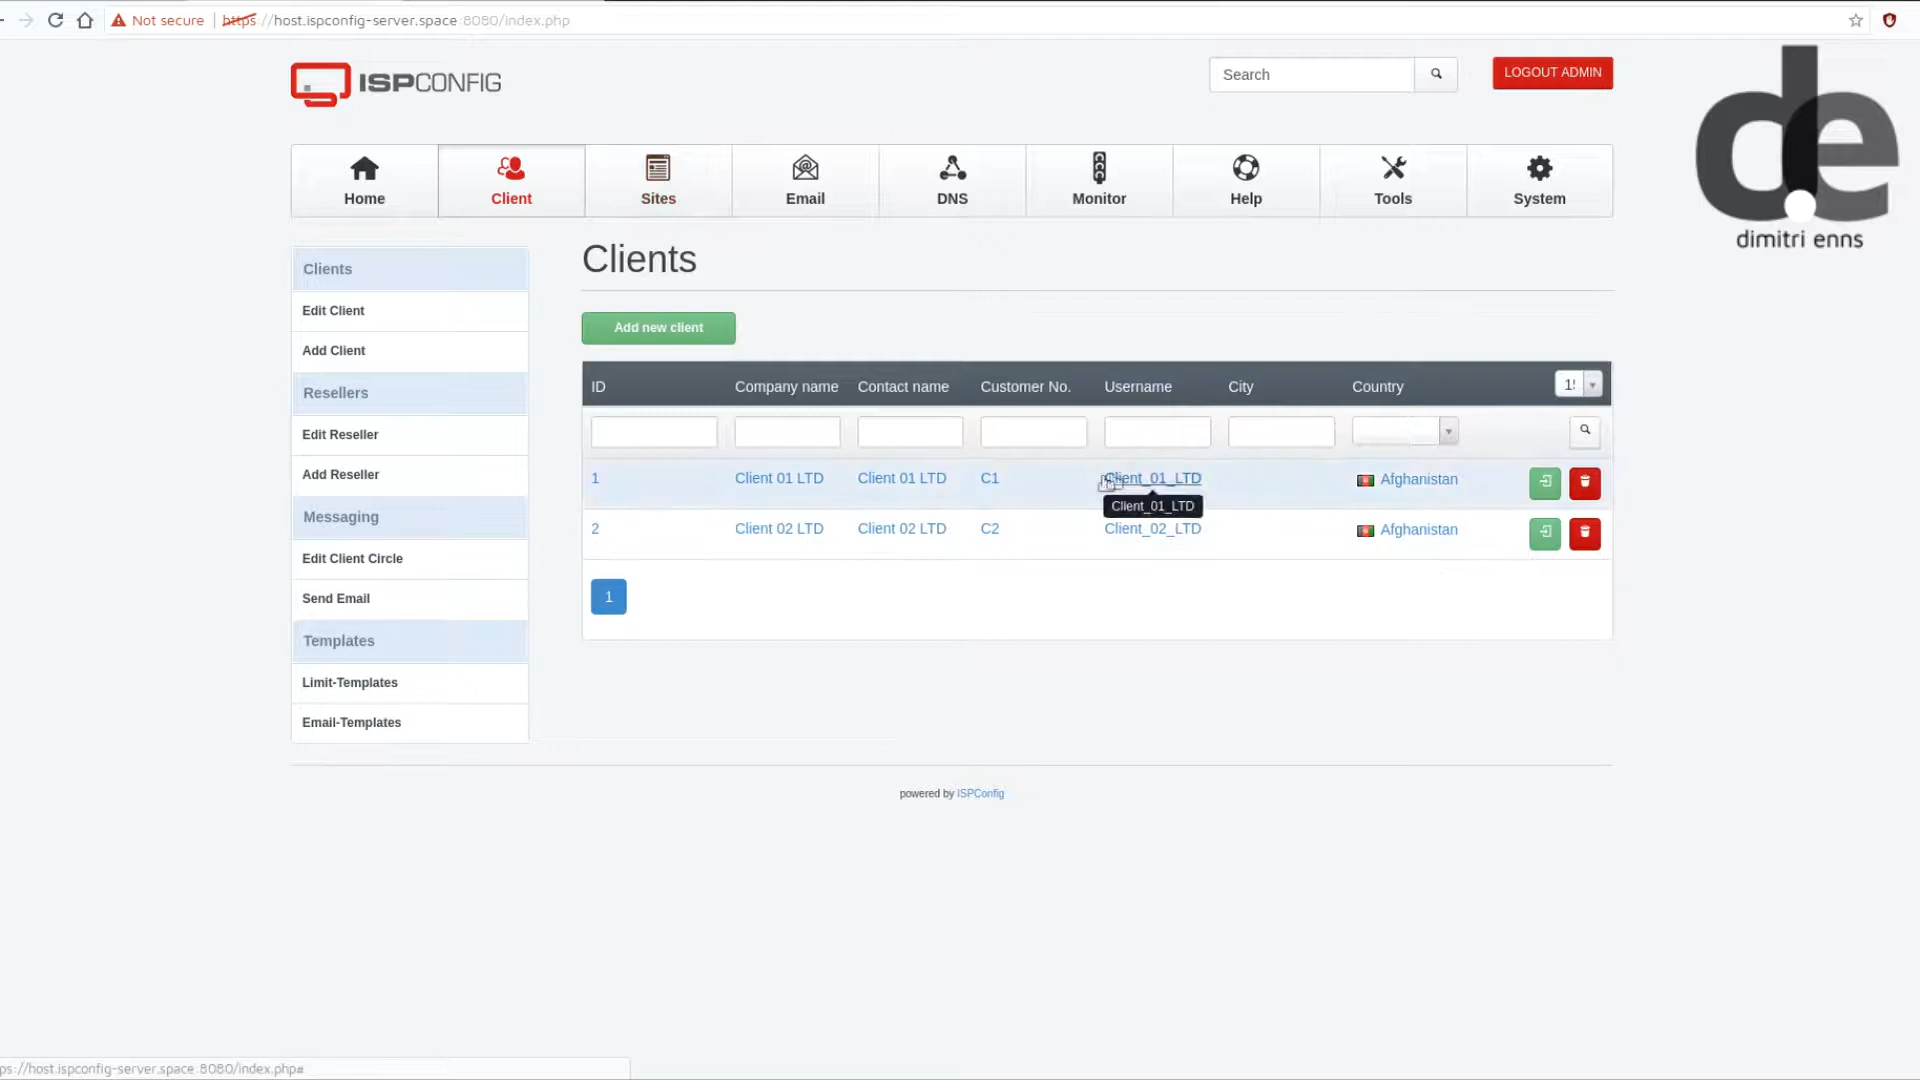 Not secure https://host.ispconfig-server.space:8080/index.php
ISPCONFIG
Search
LOGOUT ADMIN
de
dimitri enns
Home
Client
Sites
Email
DNS
Monitor
Help
Tools
System
Clients
Edit Client
Add Client
Resellers
Edit Reseller
Add Reseller
Messaging
Edit Client Circle
Send Email
Templates
Limit-Templates
Email-Templates
Clients
Add new client
ID Company name Contact name Customer No. Username City Country
1 Client 01 LTD Client 01 LTD C1 Client_01_LTD Afghanistan
Client_01_LTD
2 Client 02 LTD Client 02 LTD C2 Client_02_LTD Afghanistan
1
powered by ISPConfig
ps://host.ispconfig-server.space:8080/index.php#